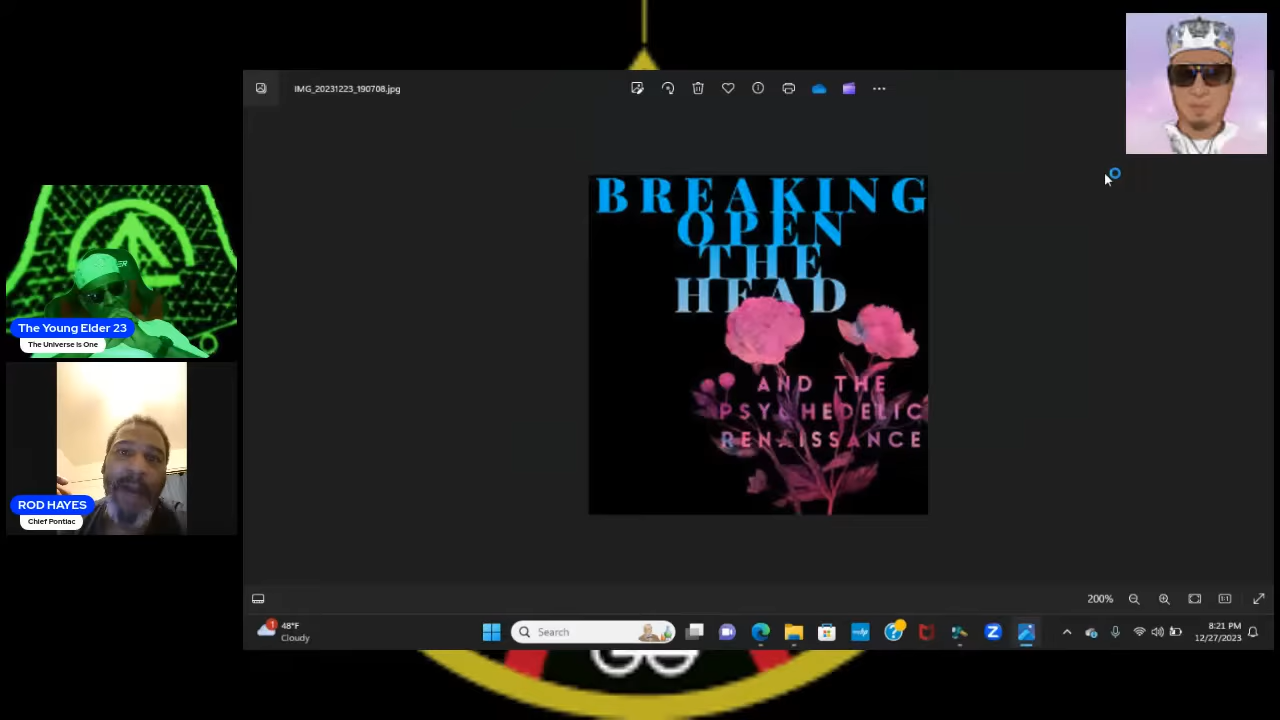 IMG_20231223_190708.jpg
BREAKING
OPEN
THE
HEAD
AND THE
PSYCHEDELIC
RENAISSANCE
The Young Elder 23
The Universe is One
ROD HAYES
Chief Pontiac
200%
1
48°F
Cloudy
Search
8:21 PM
12/27/2023